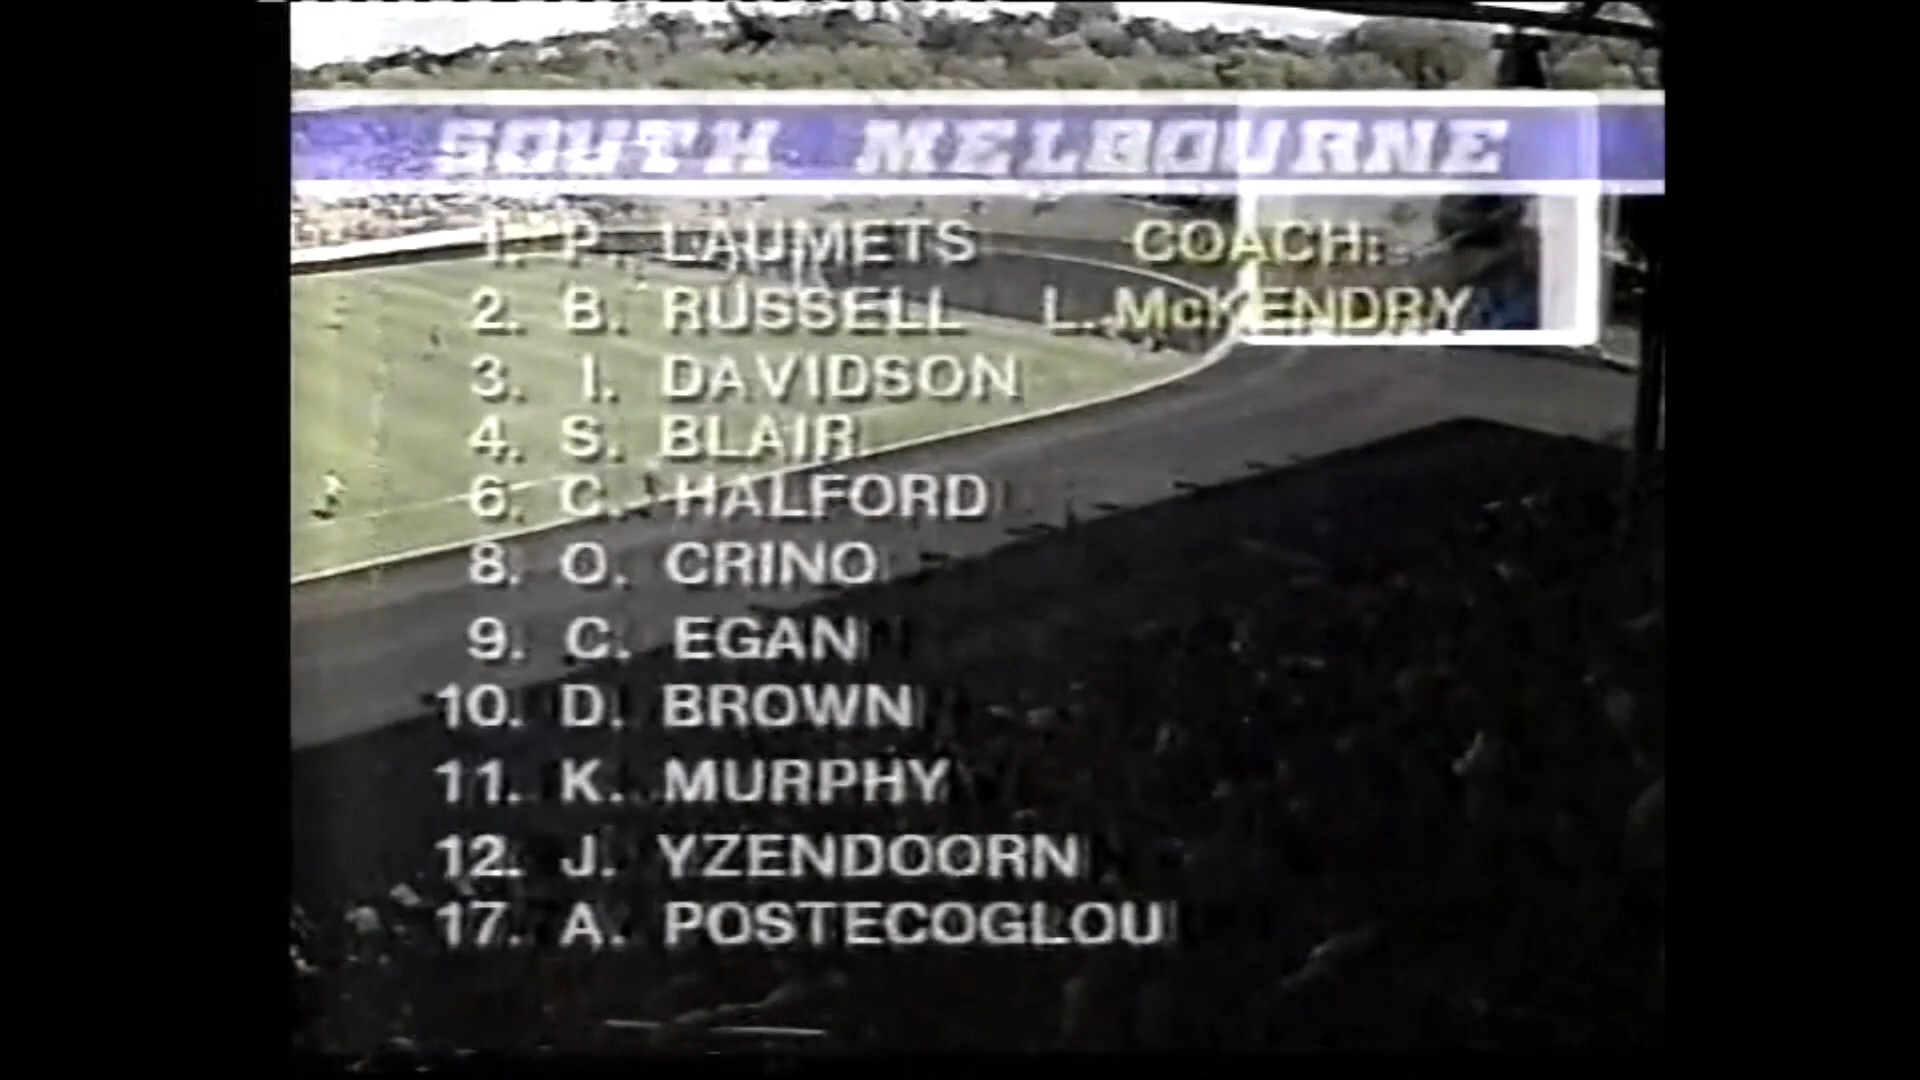 SOUTH MELBOURNE
1. P. LAUMETS COACH:
2. B. RUSSELL L. McKENDRY
3. I. DAVIDSON
4. S. BLAIR
6. C. HALFORD
8. O. CRINO
9. C. EGAN
10. D. BROWN
11. K. MURPHY
12. J. YZENDOORN
17. A. POSTECOGLOU